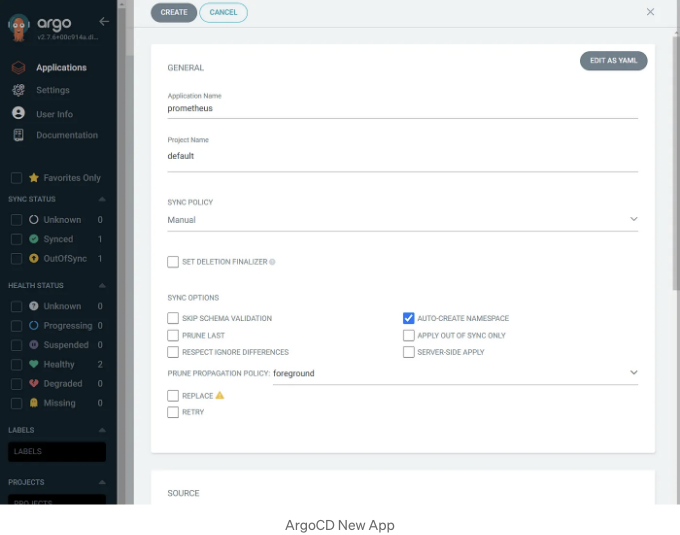 argo
v2.7.6+00c914a.di...
Applications
Settings
User Info
Documentation
Favorites Only
SYNC STATUS
Unknown 0
Synced 1
OutOfSync 1
HEALTH STATUS
Unknown 0
Progressing 0
Suspended 0
Healthy 2
Degraded 0
Missing 0
LABELS
LABELS
PROJECTS
PROJECTS
CREATE CANCEL
GENERAL
EDIT AS YAML
Application Name
prometheus
Project Name
default
SYNC POLICY
Manual
SET DELETION FINALIZER
SYNC OPTIONS
SKIP SCHEMA VALIDATION AUTO-CREATE NAMESPACE
PRUNE LAST APPLY OUT OF SYNC ONLY
RESPECT IGNORE DIFFERENCES SERVER-SIDE APPLY
PRUNE PROPAGATION POLICY: foreground
REPLACE
RETRY
SOURCE
ArgoCD New App